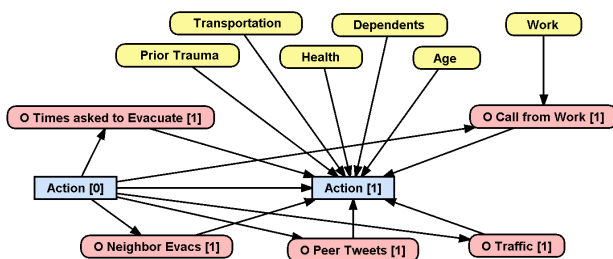 Transportation
Dependents
Work
Prior Trauma
Health
Age
O Times asked to Evacuate [1]
O Call from Work [1]
Action [0]
Action [1]
O Neighbor Evacs [1]
O Peer Tweets [1]
O Traffic [1]